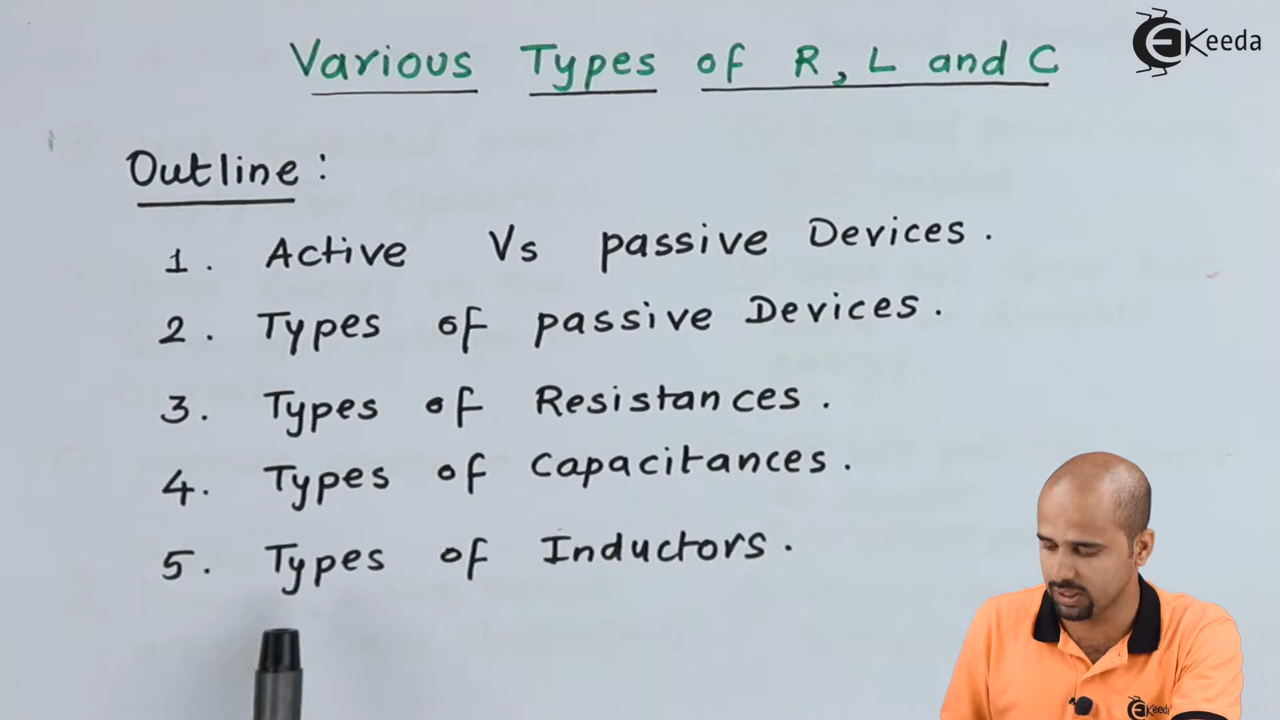 Various Types of R, L and C
EKeeda
Outline :
1. Active Vs passive Devices.
2. Types of passive Devices.
3. Types of Resistances.
4. Types of Capacitances.
5. Types of Inductors.
EKeeda